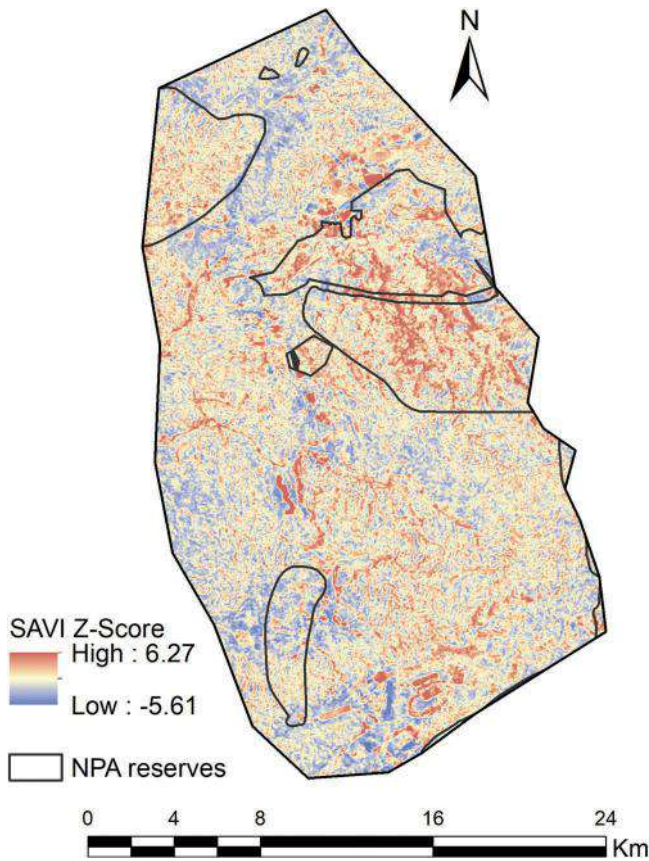 N
SAVI Z-Score
High : 6.27
Low : -5.61
NPA reserves
0 4 8 16 24
Km